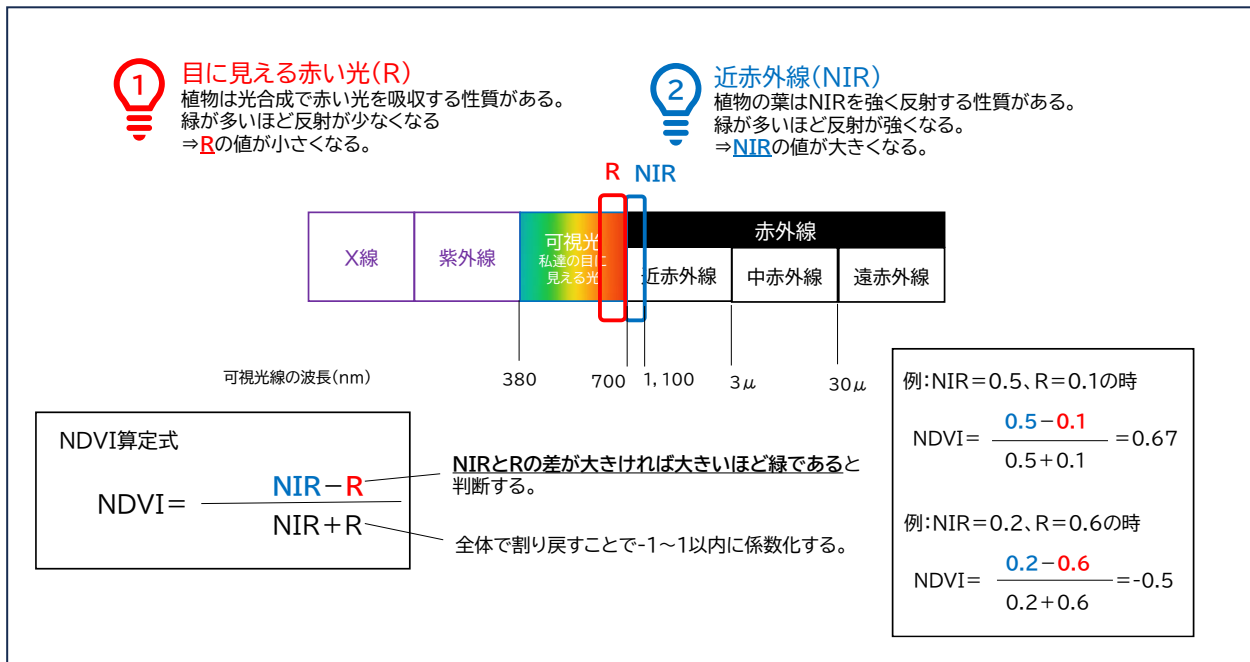 1
目に見える赤い光(R)
植物は光合成で赤い光を吸収する性質がある。
緑が多いほど反射が少なくなる
⇒Rの値が小さくなる。
2
近赤外線(NIR)
植物の葉はNIRを強く反射する性質がある。
緑が多いほど反射が強くなる。
⇒NIRの値が大きくなる。
R NIR
X線
紫外線
可視光
私達の目に
見える光
赤外線
近赤外線
中赤外線
遠赤外線
可視光線の波長(nm)
380
700
1,100
3μ
30μ
NDVI算定式
NDVI=
NIR-R
NIR+R
NIRとRの差が大きければ大きいほど緑であると
判断する。
全体で割り戻すことで-1~1以内に係数化する。
例:NIR=0.5、R=0.1の時
NDVI=
0.5-0.1
0.5+0.1
=0.67
例:NIR=0.2、R=0.6の時
NDVI=
0.2-0.6
0.2+0.6
=-0.5